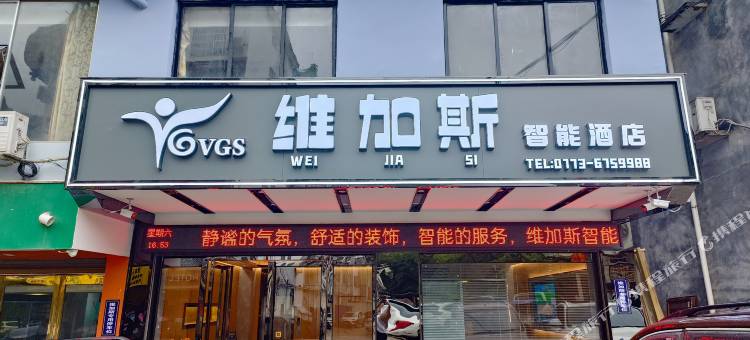 VGS
维加斯
WEI JIA SI
智能酒店
TEL:0773-6759988
星期六
16:53
静谧的气氛，舒适的装饰，智能的服务，维加斯智能